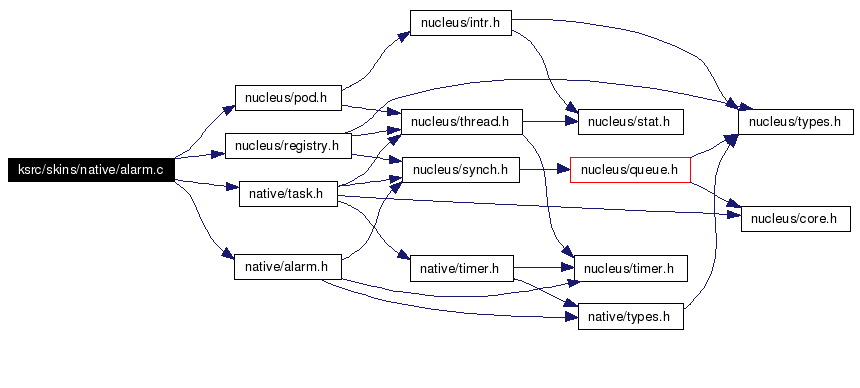 nucleus/intr.h
nucleus/pod.h
nucleus/thread.h
nucleus/stat.h
nucleus/types.h
nucleus/registry.h
ksrc/skins/native/alarm.c
nucleus/synch.h
nucleus/queue.h
native/task.h
nucleus/core.h
native/alarm.h
native/timer.h
nucleus/timer.h
native/types.h